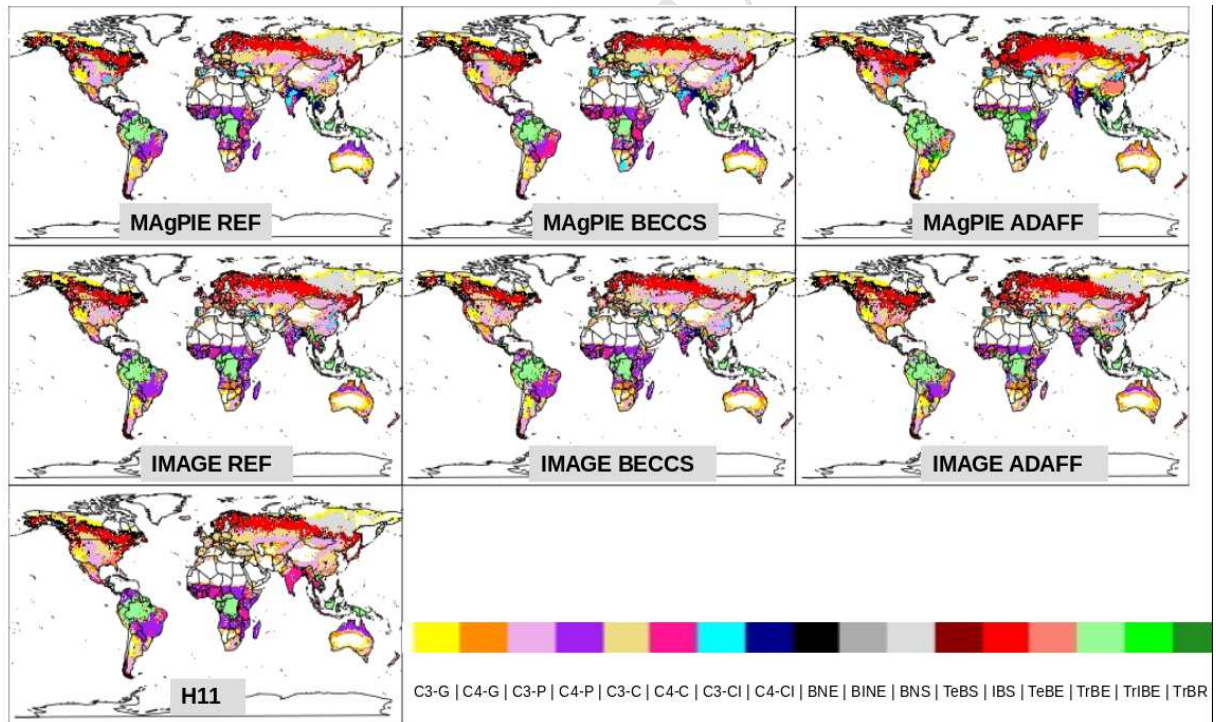 MAgPIE REF
MAgPIE BECCS
MAgPIE ADAFF
IMAGE REF
IMAGE BECCS
IMAGE ADAFF
H11
C3-G | C4-G | C3-P | C4-P | C3-C | C4-C | C3-CI | C4-CI | BNE | BINE | BNS | TeBS | IBS | TeBE | TrBE | TrIBE | TrBR